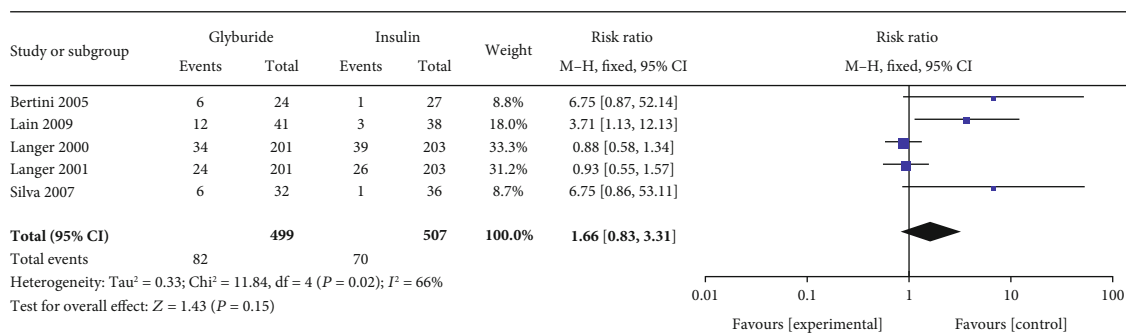 Study or subgroup Glyburide Insulin Weight Risk ratio Risk ratio
Events Total Events Total M–H, fixed, 95% CI M–H, fixed, 95% CI
Bertini 2005 6 24 1 27 8.8% 6.75 [0.87, 52.14]
Lain 2009 12 41 3 38 18.0% 3.71 [1.13, 12.13]
Langer 2000 34 201 39 203 33.3% 0.88 [0.58, 1.34]
Langer 2001 24 201 26 203 31.2% 0.93 [0.55, 1.57]
Silva 2007 6 32 1 36 8.7% 6.75 [0.86, 53.11]
Total (95% CI) 499 507 100.0% 1.66 [0.83, 3.31]
Total events 82 70
Heterogeneity: Tau² = 0.33; Chi² = 11.84, df = 4 (P = 0.02); I² = 66%
Test for overall effect: Z = 1.43 (P = 0.15)
0.01 0.1 1 10 100
Favours [experimental] Favours [control]